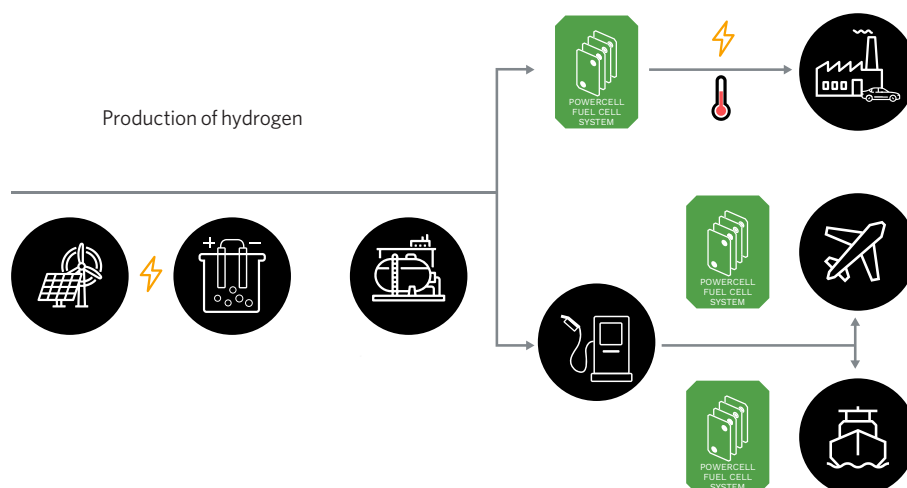 POWERCELL
FUEL CELL
SYSTEM
Production of hydrogen
+ −
POWERCELL
FUEL CELL
SYSTEM
POWERCELL
FUEL CELL
SYSTEM